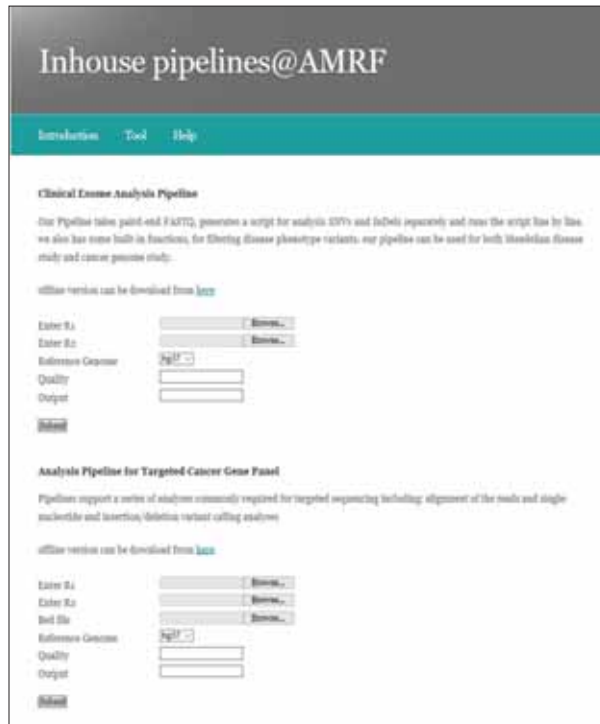 Inhouse pipelines@AMRF
Introduction Tool Help
Clinical Exome Analysis Pipeline
Our Pipeline takes paird-end FASTQ, generates a script for analysis SNVs and InDels separately and runs the script line by line.
we also has some built-in functions, for filtering disease phenotype variants. our pipeline can be used for both Mendelian disease
study and cancer genome study.
offline version can be download from here
Enter R1 Browse...
Enter R2 Browse...
Reference Genome
Quality
Output
Submit
Analysis Pipeline for Targeted Cancer Gene Panel
Pipelines support a series of analyses commonly required for targeted sequencing including: alignment of the reads and single
nucleotide and insertion/deletion variant calling analyses
offline version can be download from here
Enter R1 Browse...
Enter R2 Browse...
Bed file Browse...
Reference Genome
Quality
Output
Submit